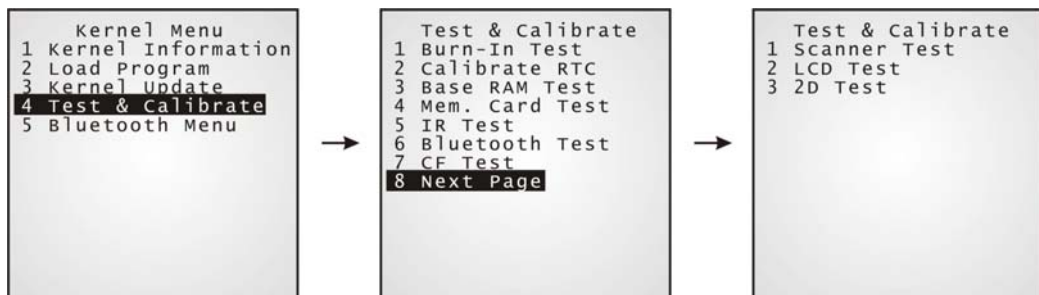 Kernel Menu
1 Kernel Information
2 Load Program
3 Kernel Update
4 Test & Calibrate
5 Bluetooth Menu
Test & Calibrate
1 Burn-In Test
2 Calibrate RTC
3 Base RAM Test
4 Mem. Card Test
5 IR Test
6 Bluetooth Test
7 CF Test
8 Next Page
Test & Calibrate
1 Scanner Test
2 LCD Test
3 2D Test